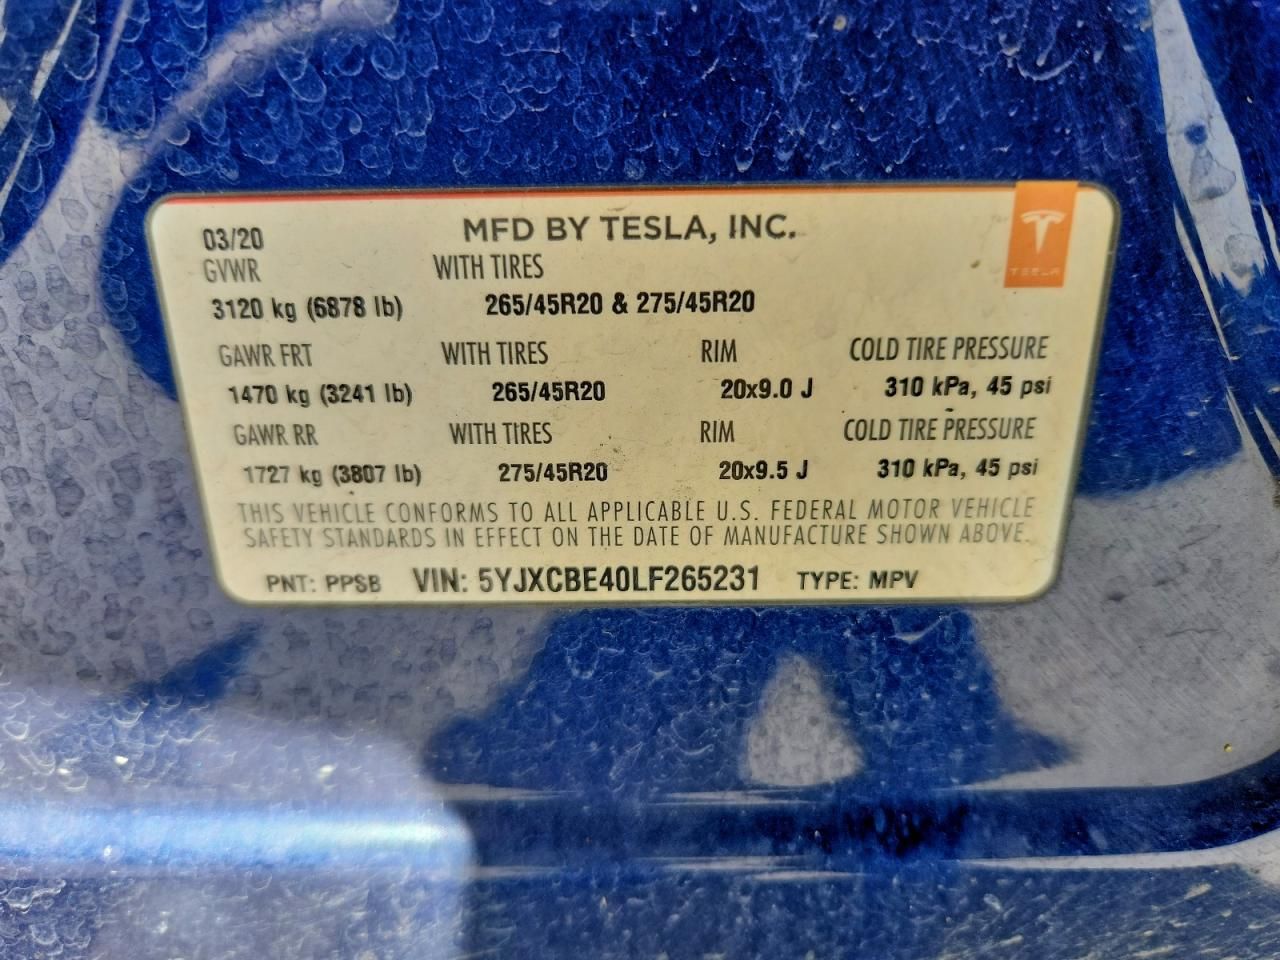 03/20 MFD BY TESLA, INC.
TESLA
GVWR WITH TIRES
3120 kg (6878 lb) 265/45R20 & 275/45R20
GAWR FRT WITH TIRES RIM COLD TIRE PRESSURE
1470 kg (3241 lb) 265/45R20 20x9.0 J 310 kPa, 45 psi
GAWR RR WITH TIRES RIM COLD TIRE PRESSURE
1727 kg (3807 lb) 275/45R20 20x9.5 J 310 kPa, 45 psi
THIS VEHICLE CONFORMS TO ALL APPLICABLE U.S. FEDERAL MOTOR VEHICLE
SAFETY STANDARDS IN EFFECT ON THE DATE OF MANUFACTURE SHOWN ABOVE.
PNT: PPSB VIN: 5YJXCBE40LF265231 TYPE: MPV